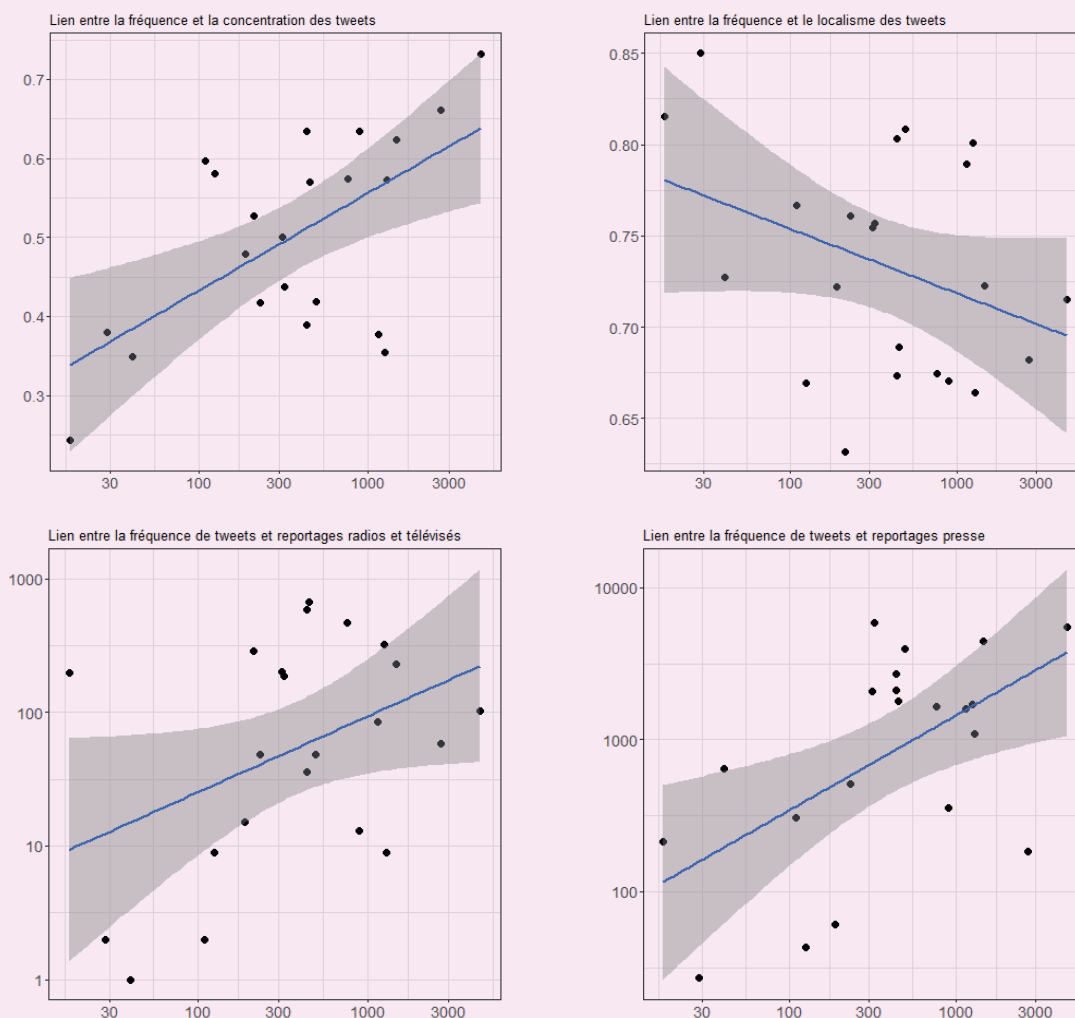 Lien entre la fréquence et la concentration des tweets
0.7
0.6
0.5
0.4
0.3
30 100 300 1000 3000
Lien entre la fréquence et le localisme des tweets
0.85
0.80
0.75
0.70
0.65
30 100 300 1000 3000
Lien entre la fréquence de tweets et reportages radios et télévisés
1000
100
10
1
30 100 300 1000 3000
Lien entre la fréquence de tweets et reportages presse
10000
1000
100
30 100 300 1000 3000